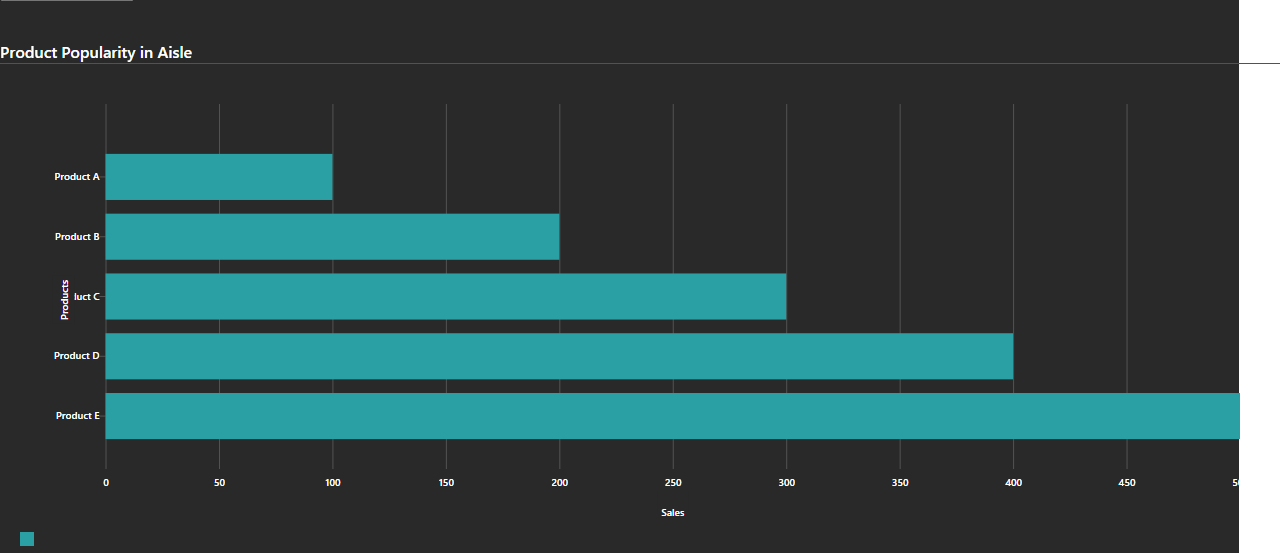 Product Popularity in Aisle
Product A
Product B
Products
luct C
Product D
Product E
0 50 100 150 200 250 300 350 400 450
Sales